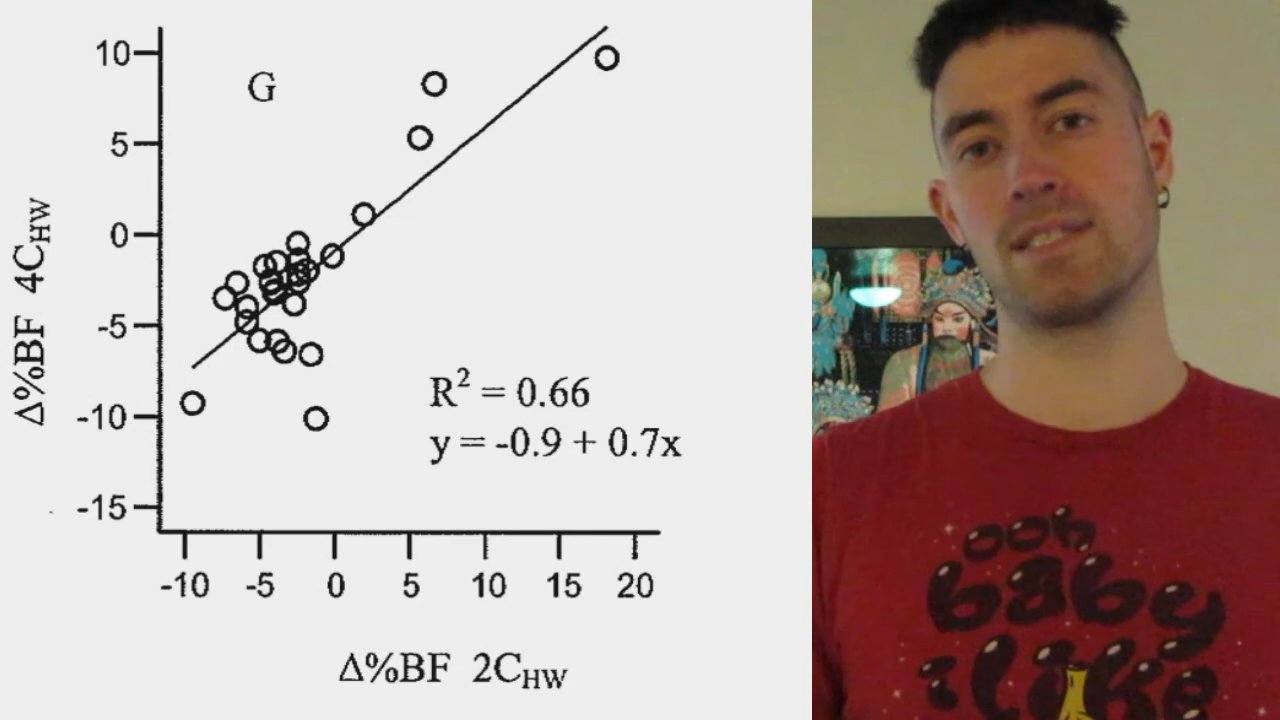 G
10
5
0
-5
-10
-15
Δ%BF 4C_HW
R² = 0.66
y = -0.9 + 0.7x
-10 -5 0 5 10 15 20
Δ%BF 2C_HW
ooh
baby
i like